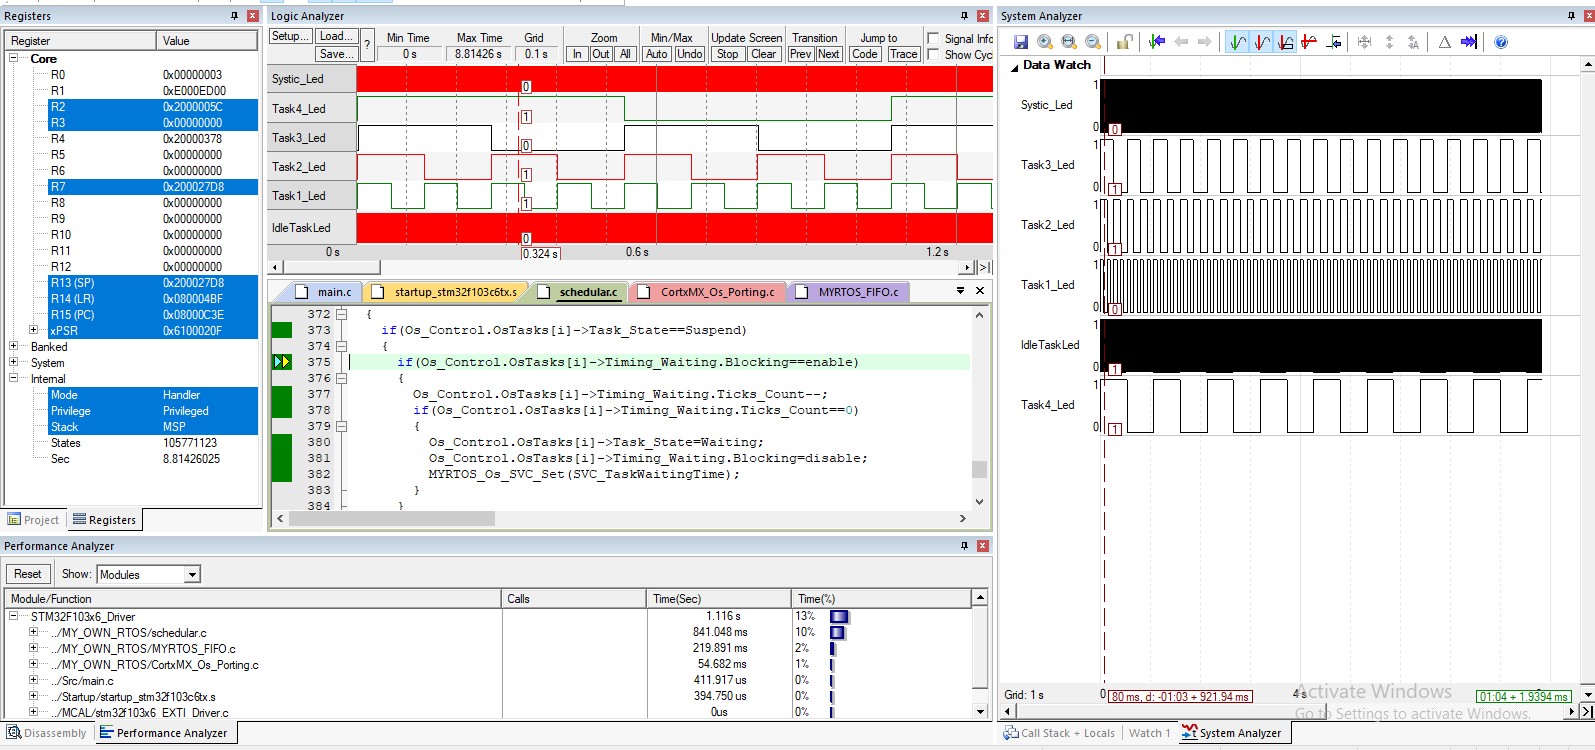 Registers
Register Value
Core
R0 0x00000003
R1 0xE000ED00
R2 0x2000005C
R3 0x00000000
R4 0x20000378
R5 0x00000000
R6 0x00000000
R7 0x200027D8
R8 0x00000000
R9 0x00000000
R10 0x00000000
R11 0x00000000
R12 0x00000000
R13 (SP) 0x200027D8
R14 (LR) 0x080004BF
R15 (PC) 0x08000C3E
xPSR 0x6100020F
Banked
System
Internal
Mode Handler
Privilege Privileged
Stack MSP
States 105771123
Sec 8.81426025
Project Registers
Logic Analyzer
Setup... Load... Save... ?
Min Time Max Time Grid Zoom Min/Max Update Screen Transition Jump to Signal Info
0 s 8.81426 s 0.1 s In Out All Auto Undo Stop Clear Prev Next Code Trace Show Cyc
Systic_Led 0
Task4_Led 1
Task3_Led 0
Task2_Led 1
Task1_Led 1
IdleTaskLed 0
0 s 0.324 s 0.6 s 1.2 s
main.c startup_stm32f103c6tx.s schedular.c CortxMX_Os_Porting.c MYRTOS_FIFO.c
372 {
373 if(Os_Control.OsTasks[i]->Task_State==Suspend)
374 {
375 if(Os_Control.OsTasks[i]->Timing_Waiting.Blocking==enable)
376 {
377 Os_Control.OsTasks[i]->Timing_Waiting.Ticks_Count--;
378 if(Os_Control.OsTasks[i]->Timing_Waiting.Ticks_Count==0)
379 {
380 Os_Control.OsTasks[i]->Task_State=Waiting;
381 Os_Control.OsTasks[i]->Timing_Waiting.Blocking=disable;
382 MYRTOS_Os_SVC_Set(SVC_TaskWaitingTime);
383 }
384 }
Performance Analyzer
Reset Show: Modules
Module/Function Calls Time(Sec) Time(%)
STM32F103x6_Driver 1.116 s 13%
../MY_OWN_RTOS/schedular.c 841.048 ms 10%
../MY_OWN_RTOS/MYRTOS_FIFO.c 219.891 ms 2%
../MY_OWN_RTOS/CortxMX_Os_Porting.c 54.682 ms 1%
../Src/main.c 411.917 us 0%
../Startup/startup_stm32f103c6tx.s 394.750 us 0%
../MCAL/stm32f103x6_EXTI_Driver.c 0us 0%
Disassembly Performance Analyzer
System Analyzer
Data Watch
Systic_Led 1 0 0
Task3_Led 1 0 1
Task2_Led 1 0 1
Task1_Led 1 0 0
IdleTaskLed 1 0 1
Task4_Led 1 0 1
Grid: 1 s 0 80 ms, d: -01:03 + 921.94 ms 4 s 01:04 + 1.9394 ms
Activate Windows
Go to Settings to activate Windows.
Call Stack + Locals Watch 1 System Analyzer